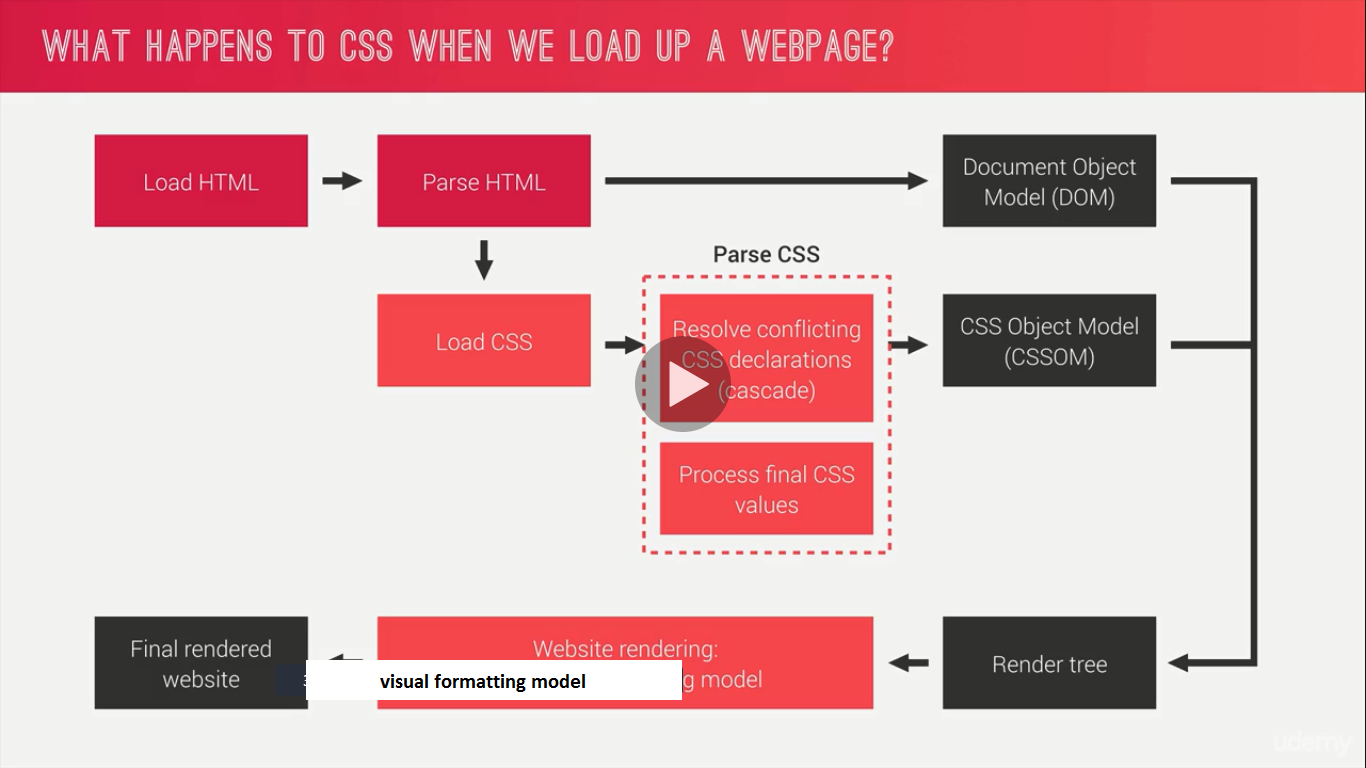 WHAT HAPPENS TO CSS WHEN WE LOAD UP A WEBPAGE?
Load HTML
Parse HTML
Document Object
Model (DOM)
Parse CSS
Load CSS
Resolve conflicting
CSS declarations
(cascade)
CSS Object Model
(CSSOM)
Process final CSS
values
Final rendered
website
Website rendering:
visual formatting model
model
Render tree
udemy